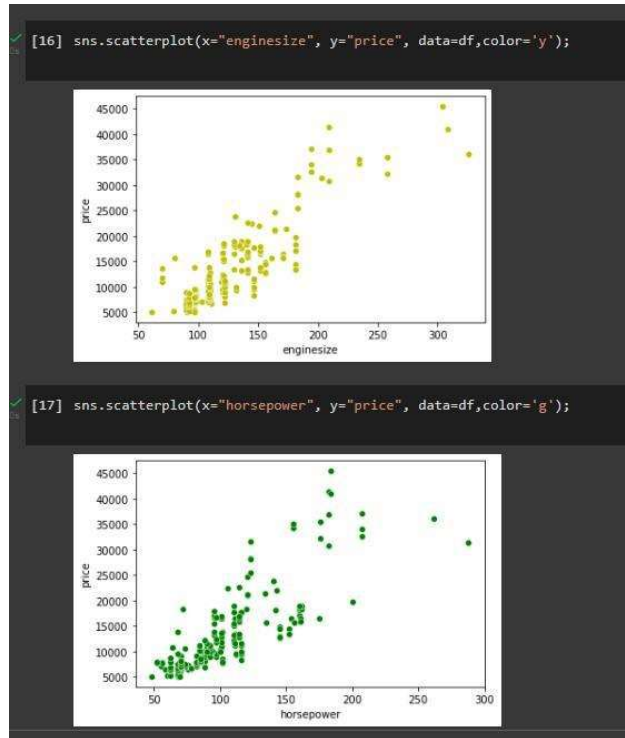 [16] sns.scatterplot(x="enginesize", y="price", data=df,color='y');
45000
40000
35000
30000
25000
20000
15000
10000
5000
price
50 100 150 200 250 300
enginesize
[17] sns.scatterplot(x="horsepower", y="price", data=df,color='g');
45000
40000
35000
30000
25000
20000
15000
10000
5000
price
50 100 150 200 250 300
horsepower